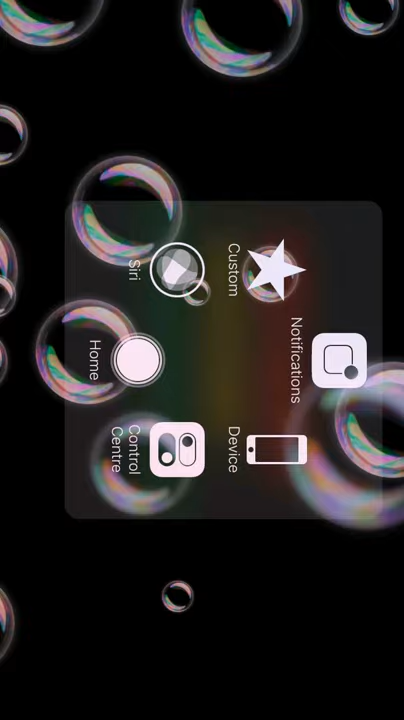 Notifications
Custom
Device
Siri
Control
Centre
Home